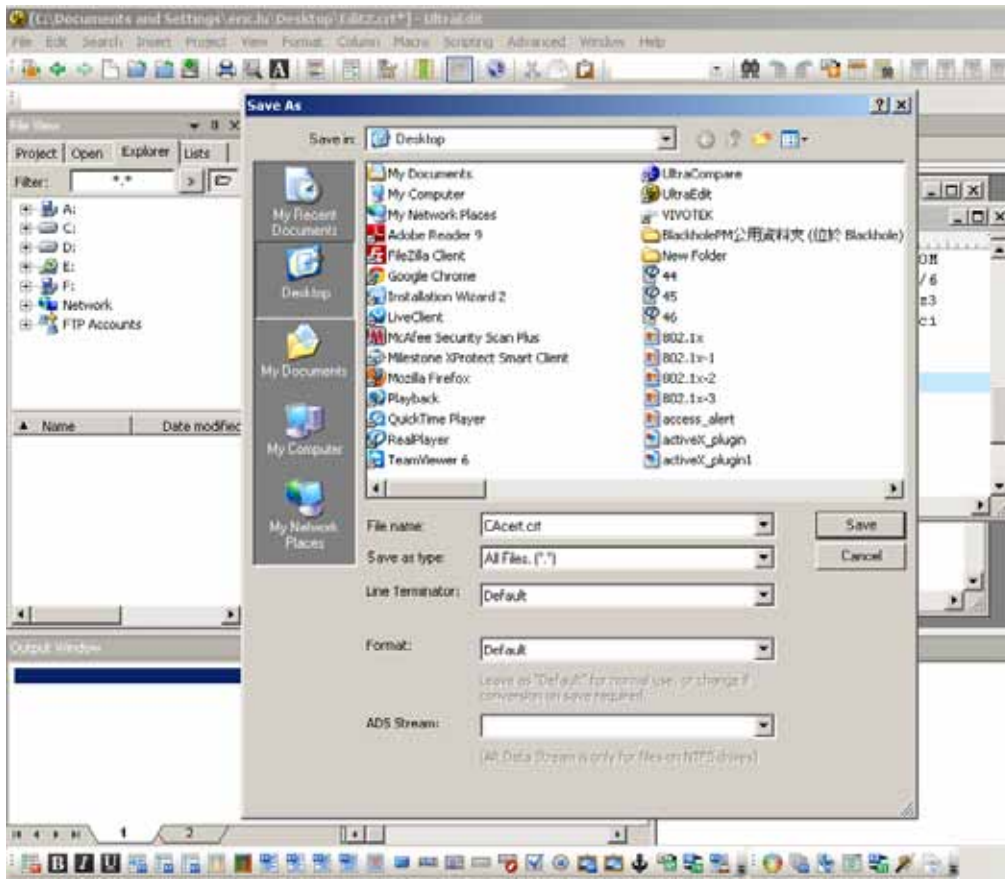 [C:\Documents and Settings\eric.lu\Desktop\Edit2.crt*] - UltraEdit
File Edit Search Insert Project View Format Column Macro Scripting Advanced Window Help
File View
Project Open Explorer Lists
Filter: *.*
A:
C:
D:
E:
F:
Network
FTP Accounts
Name Date modified
Output Window
1 2
Save As
Save in: Desktop
My Recent Documents
Desktop
My Documents
My Computer
My Network Places
My Documents
My Computer
My Network Places
Adobe Reader 9
FileZilla Client
Google Chrome
Installation Wizard 2
LiveClient
McAfee Security Scan Plus
Milestone XProtect Smart Client
Mozilla Firefox
Playback
QuickTime Player
RealPlayer
TeamViewer 6
UltraCompare
UltraEdit
VIVOTEK
BlackholePM公用資料夾 (位於 Blackhole)
New Folder
44
45
46
802.1x
802.1x-1
802.1x-2
802.1x-3
access_alert
activeX_plugin
activeX_plugin1
File name: CAcert.crt
Save as type: All Files, (*.*)
Line Terminator: Default
Format: Default
Leave as "Default" for normal use, or change if
conversion on save required.
ADS Stream:
(Alt Data Stream is only for files on NTFS drives)
Save
Cancel
OM
/6
z3
ci
B I U